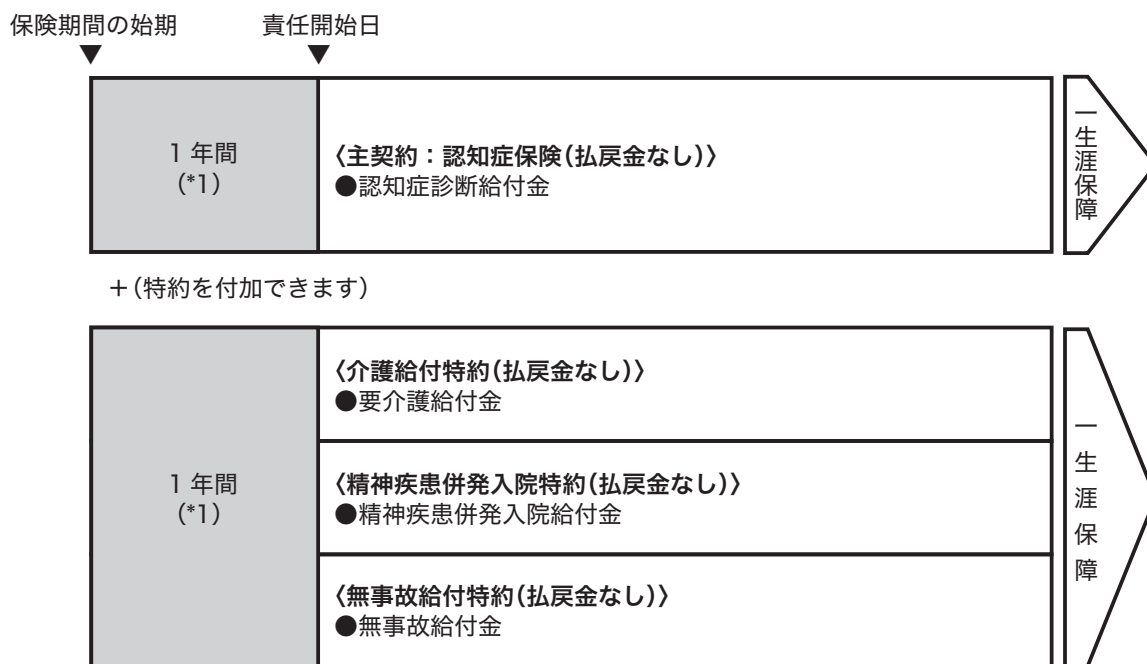 保険期間の始期
責任開始日
1年間
(*1)
〈主契約:認知症保険(払戻金なし)〉
●認知症診断給付金
一生涯保障
+(特約を付加できます)
1年間
(*1)
〈介護給付特約(払戻金なし)〉
●要介護給付金
〈精神疾患併発入院特約(払戻金なし)〉
●精神疾患併発入院給付金
〈無事故給付特約(払戻金なし)〉
●無事故給付金
一生涯保障